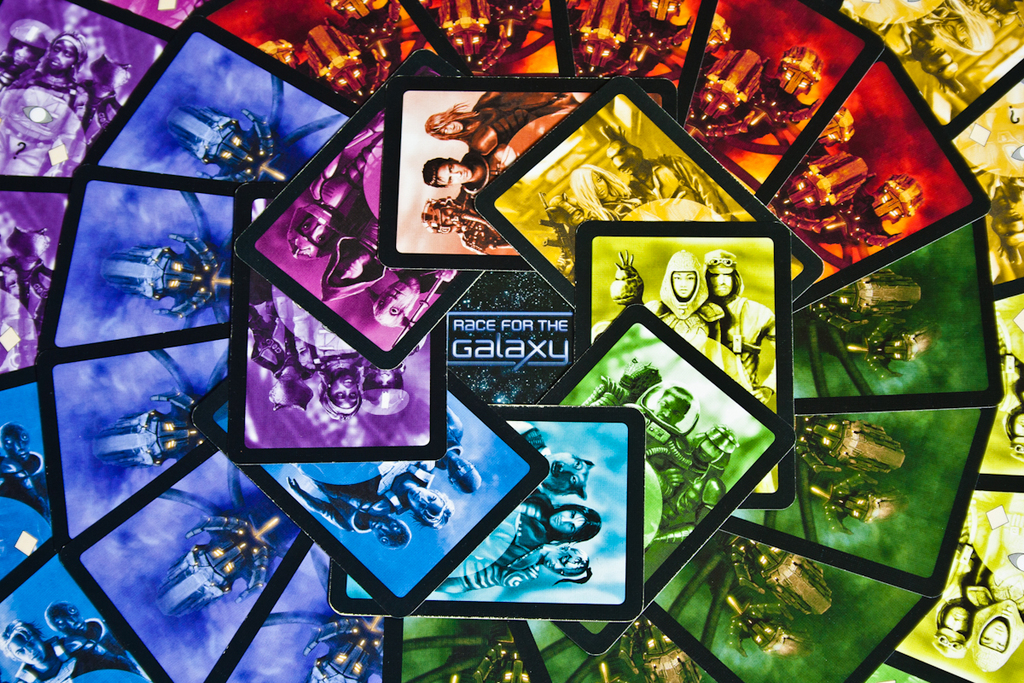 RACE FOR THE
GALAXY
?
?